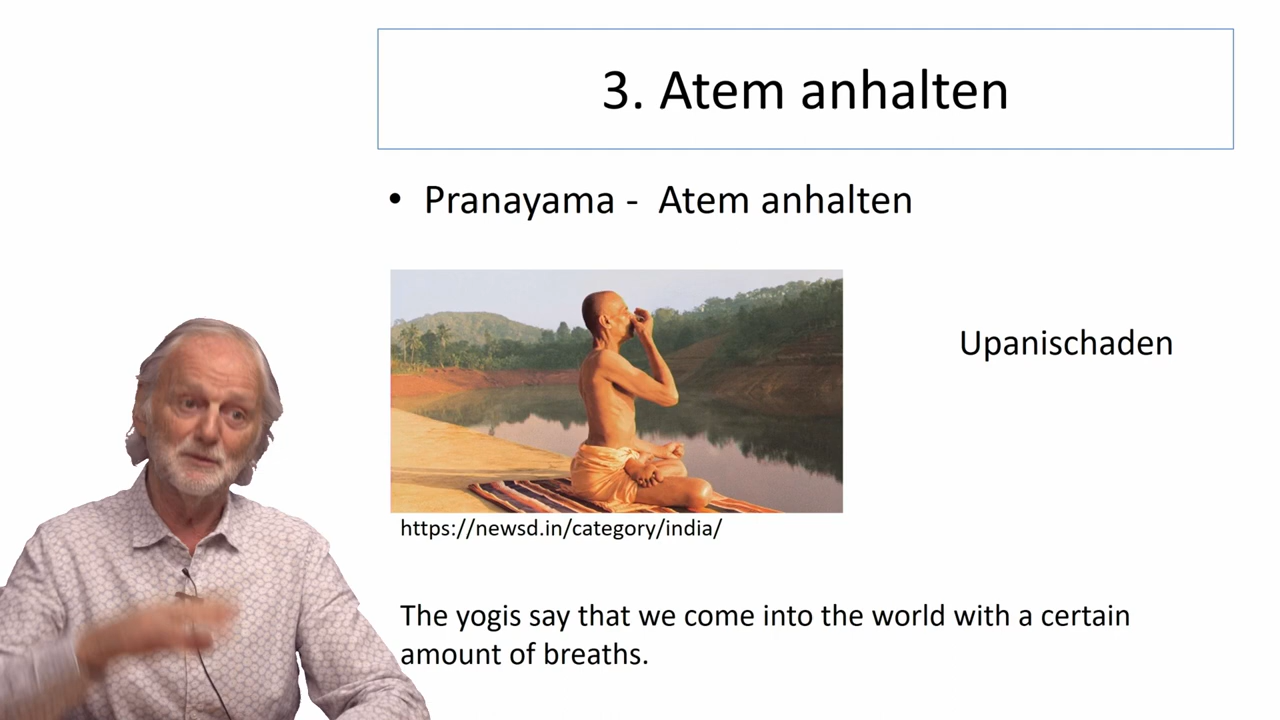 3. Atem anhalten
• Pranayama - Atem anhalten
Upanischaden
https://newsd.in/category/india/
The yogis say that we come into the world with a certain
amount of breaths.